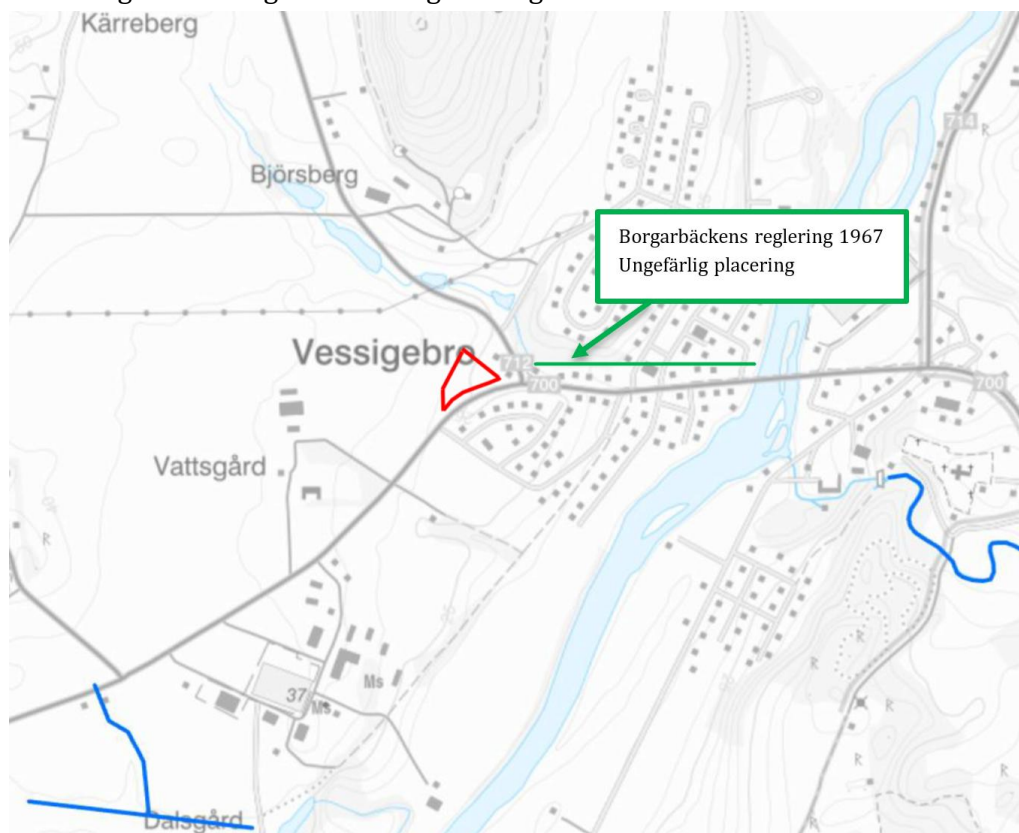 Kärreberg
Björsberg
714
R
Borgarbäckens reglering 1967
Ungefärlig placering
Vessigebro
712
700
700
Vattsgård
R
Ms
37
Ms
R
R
R
R
R
Dalsgård